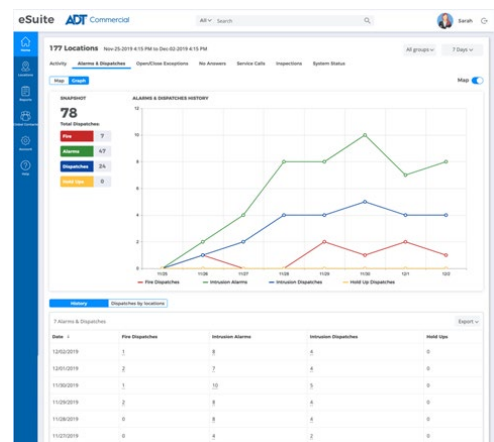 eSuite ADT Commercial
All Search
Sarah
177 Locations Nov-25-2019 4:15 PM to Dec-02-2019 4:15 PM
All groups
7 Days
Home
Activity Alarms & Dispatches Open/Close Exceptions No Answers Service Calls Inspections System Status
Locations
Map Graph
Map
Reports
SNAPSHOT
78
Total Dispatches:
Fire 7
Alarms 47
Dispatches 24
Hold Ups 0
Account
Help
ALARMS & DISPATCHES HISTORY
12
10
8
6
4
2
0
11/25 11/26 11/27 11/28 11/29 11/30 12/1 12/2
Fire Dispatches Intrusion Alarms Intrusion Dispatches Hold Up Dispatches
History Dispatches by locations
7 Alarms & Dispatches
Export
Date Fire Dispatches Intrusion Alarms Intrusion Dispatches Hold Ups
12/02/2019 1 8 4 0
12/01/2019 2 7 4 0
11/30/2019 1 10 5 0
11/29/2019 2 8 4 0
11/28/2019 0 8 4 0
11/27/2019 0 4 2 0